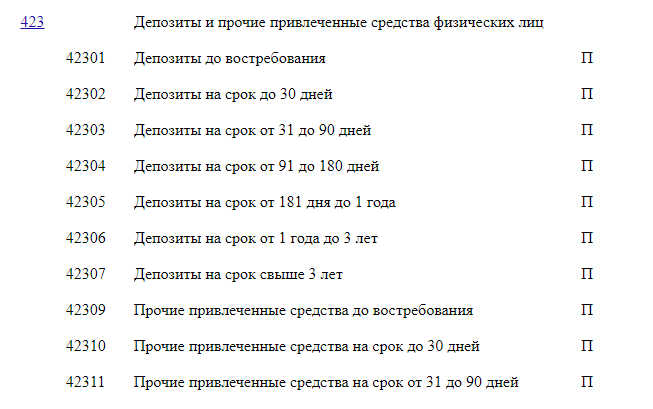 423 Депозиты и прочие привлеченные средства физических лиц
42301 Депозиты до востребования П
42302 Депозиты на срок до 30 дней П
42303 Депозиты на срок от 31 до 90 дней П
42304 Депозиты на срок от 91 до 180 дней П
42305 Депозиты на срок от 181 дня до 1 года П
42306 Депозиты на срок от 1 года до 3 лет П
42307 Депозиты на срок свыше 3 лет П
42309 Прочие привлеченные средства до востребования П
42310 Прочие привлеченные средства на срок до 30 дней П
42311 Прочие привлеченные средства на срок от 31 до 90 дней П